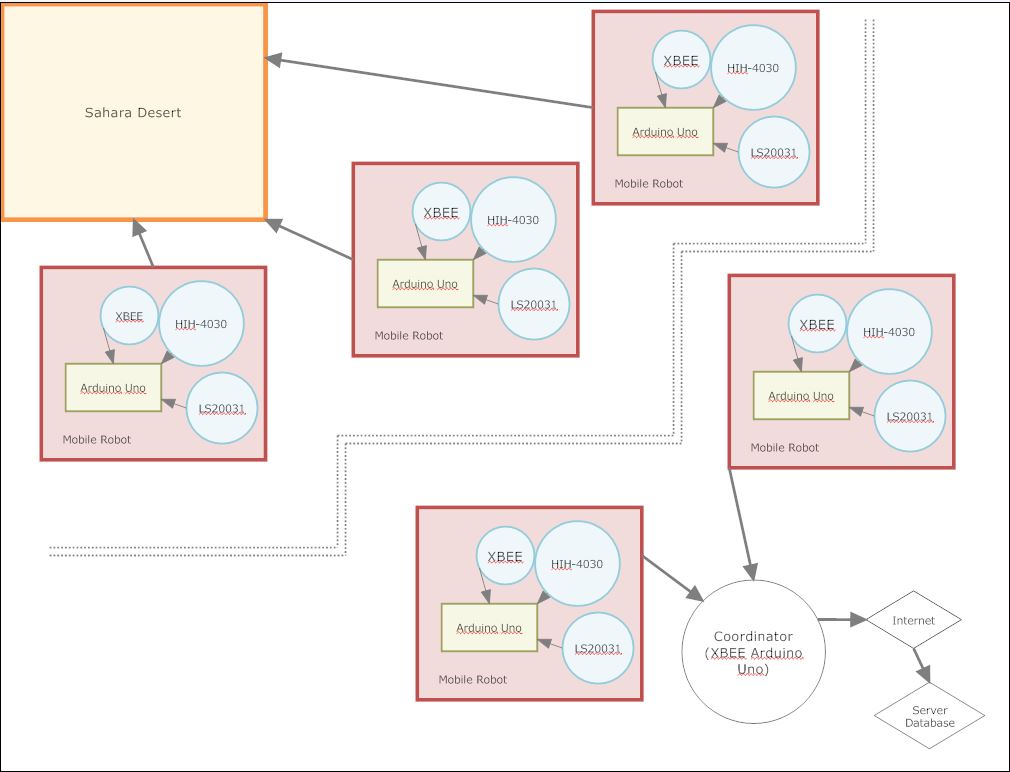 Sahara Desert
XBEE
HIH-4030
Arduino Uno
LS20031
Mobile Robot
XBEE
HIH-4030
Arduino Uno
LS20031
Mobile Robot
XBEE
HIH-4030
Arduino Uno
LS20031
Mobile Robot
XBEE
HIH-4030
Arduino Uno
LS20031
Mobile Robot
XBEE
HIH-4030
Arduino Uno
LS20031
Mobile Robot
Coordinator
(XBEE Arduino
Uno)
Internet
Server
Database